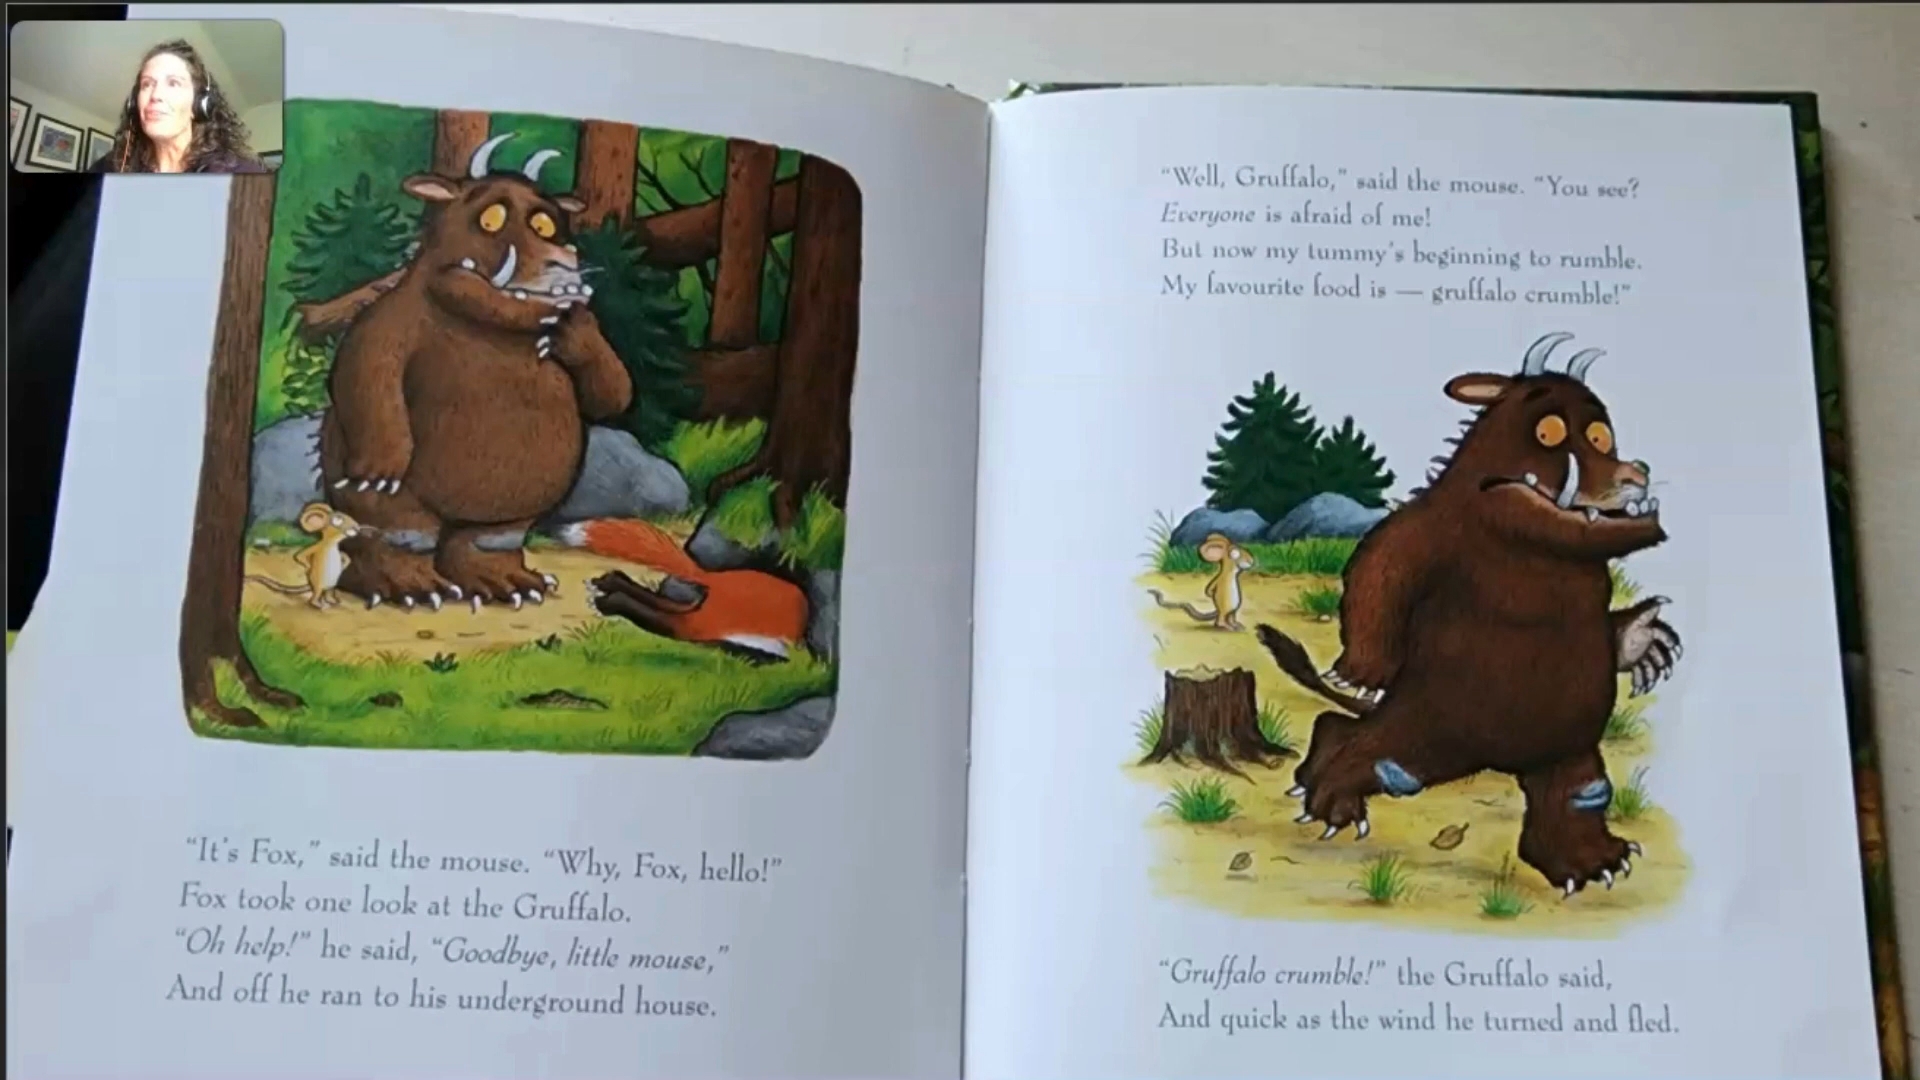 “It's Fox,” said the mouse. “Why, Fox, hello!”
Fox took one look at the Gruffalo.
“Oh help!” he said, “Goodbye, little mouse,”
And off he ran to his underground house.
“Well, Gruffalo,” said the mouse. “You see?
Everyone is afraid of me!
But now my tummy's beginning to rumble.
My favourite food is — gruffalo crumble!”
“Gruffalo crumble!” the Gruffalo said,
And quick as the wind he turned and fled.